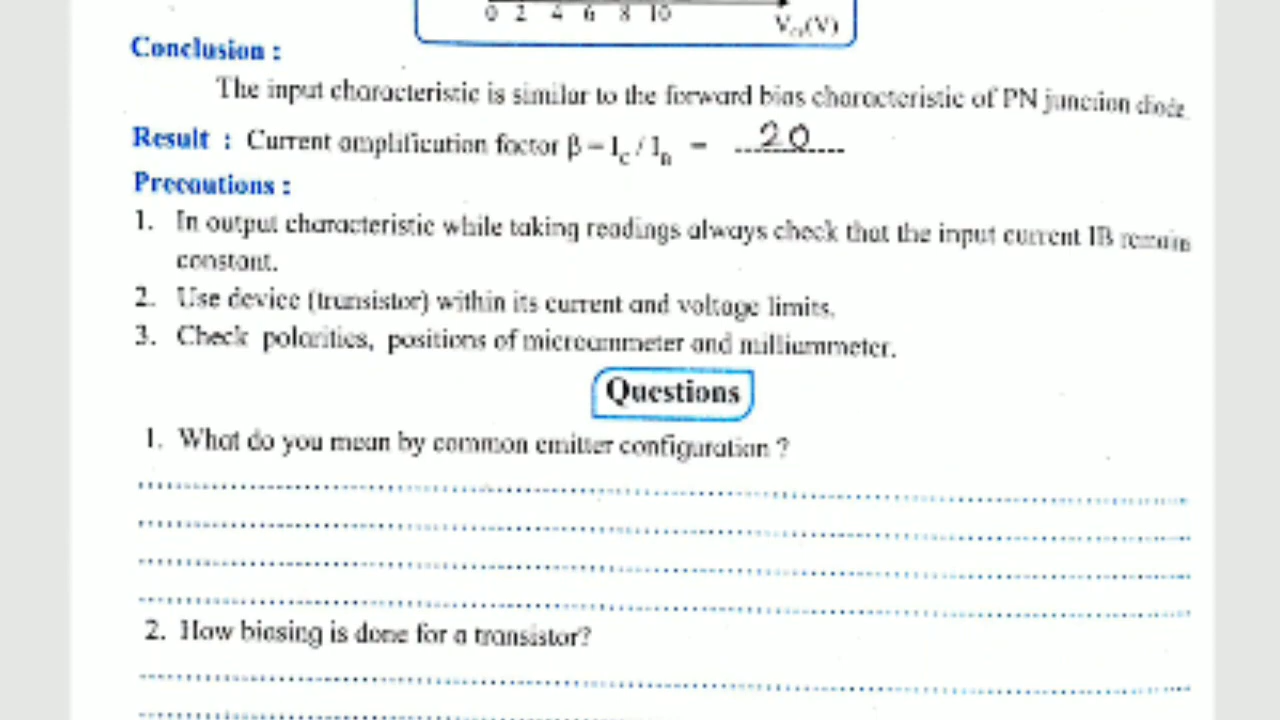 0 2 4 6 8 10
(V)
Conclusion :
The input characteristic is similar to the forward bias characteristic of PN junction diode
Result : Current amplification factor β = I_C / I_B = 20
Precautions :
1. In output characteristic while taking readings always check that the input current IB remain
constant.
2. Use device (transistor) within its current and voltage limits.
3. Check polarities, positions of microammeter and milliammeter.
Questions
1. What do you mean by common emitter configuration ?
2. How biasing is done for a transistor?